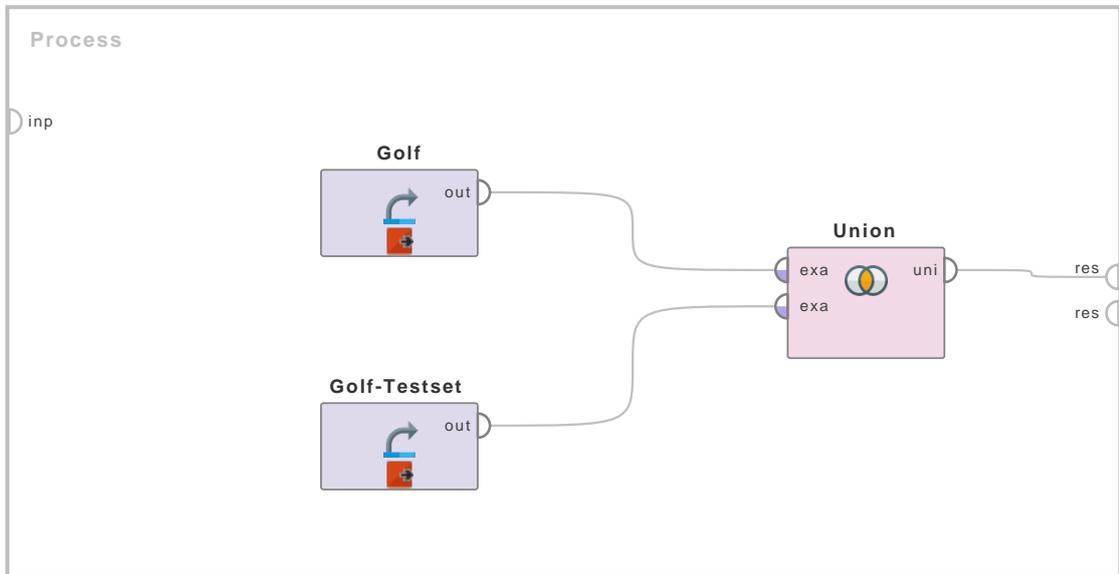 Process
inp
Golf
out
Union
exa
uni
res
exa
res
Golf-Testset
out